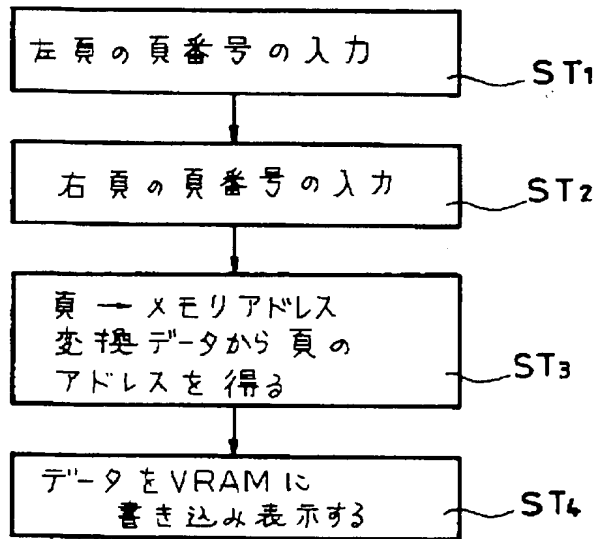 左頁の頁番号の入力
ST1
右頁の頁番号の入力
ST2
頁→メモリアドレス
変換データから頁の
アドレスを得る
ST3
データをVRAMに
書き込み表示する
ST4